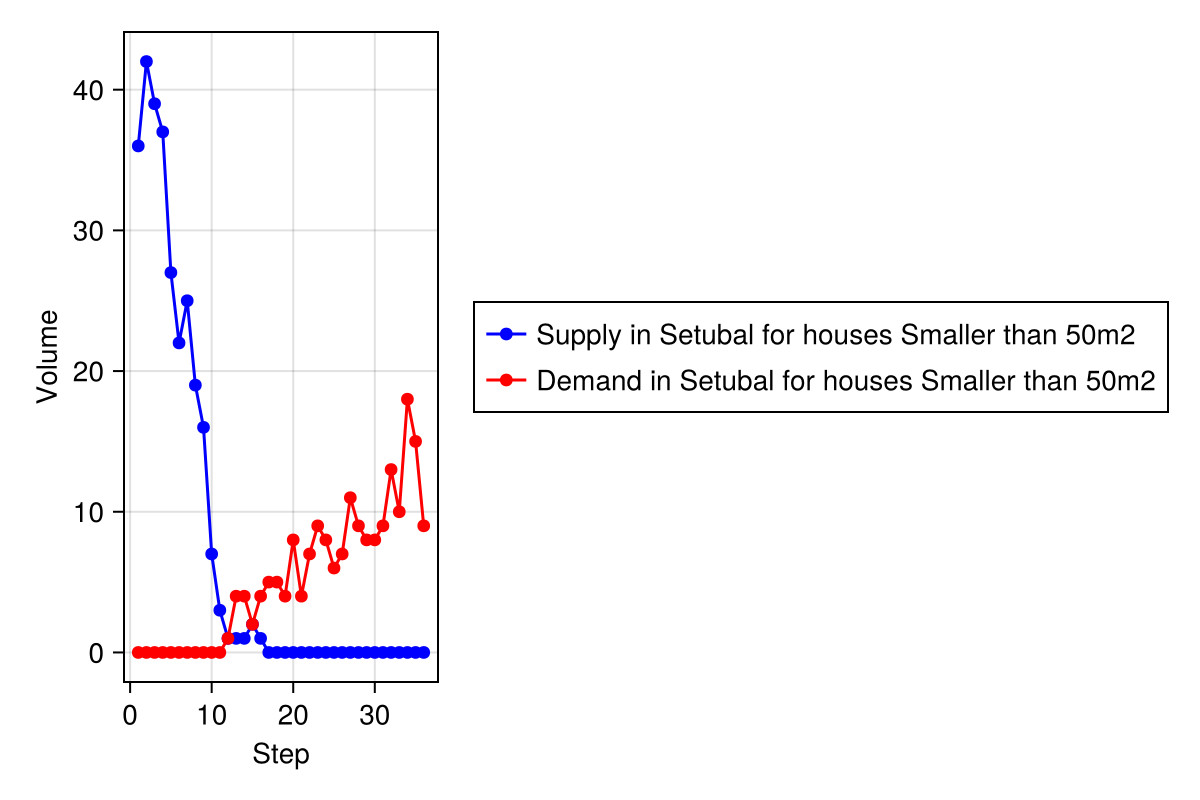 40
30
20
10
0
Volume
0 10 20 30
Step
Supply in Setubal for houses Smaller than 50m2
Demand in Setubal for houses Smaller than 50m2